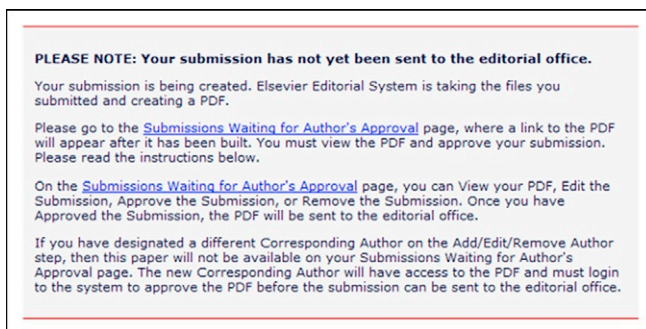 PLEASE NOTE: Your submission has not yet been sent to the editorial office.
Your submission is being created. Elsevier Editorial System is taking the files you
submitted and creating a PDF.
Please go to the Submissions Waiting for Author's Approval page, where a link to the PDF
will appear after it has been built. You must view the PDF and approve your submission.
Please read the instructions below.
On the Submissions Waiting for Author's Approval page, you can View your PDF, Edit the
Submission, Approve the Submission, or Remove the Submission. Once you have
Approved the Submission, the PDF will be sent to the editorial office.
If you have designated a different Corresponding Author on the Add/Edit/Remove Author
step, then this paper will not be available on your Submissions Waiting for Author's
Approval page. The new Corresponding Author will have access to the PDF and must login
to the system to approve the PDF before the submission can be sent to the editorial office.